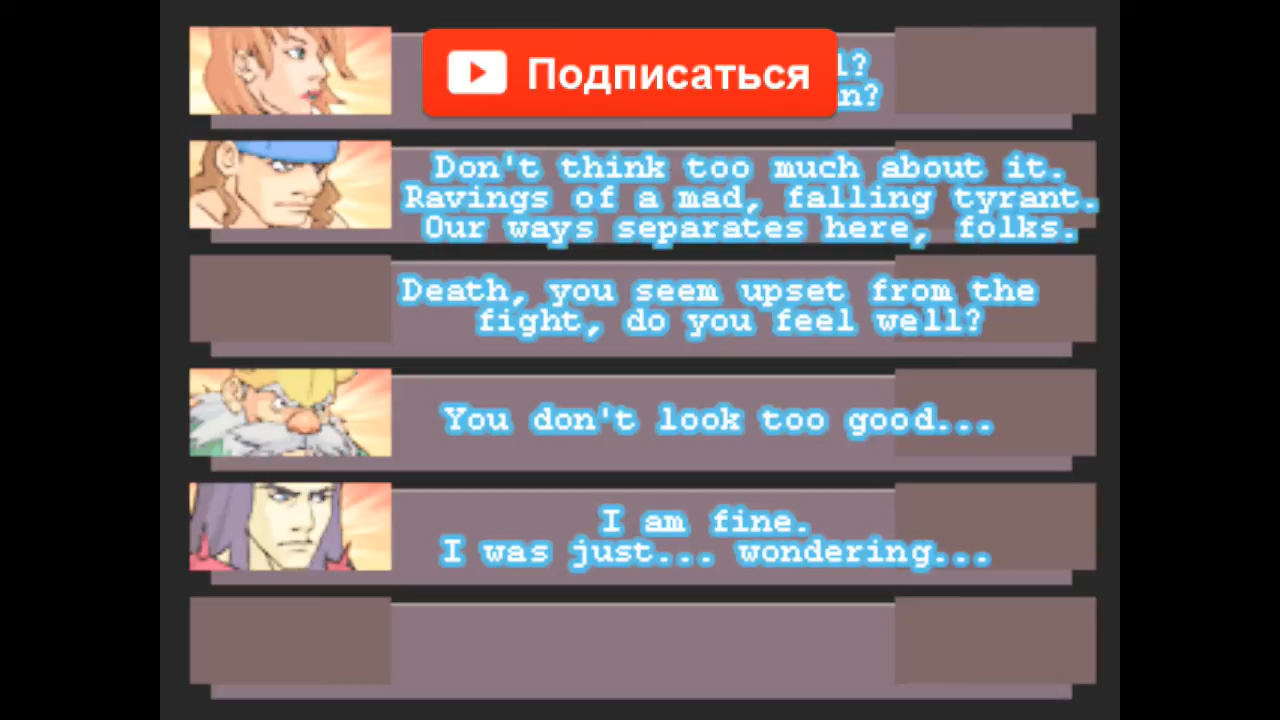 Подписаться
Don't think too much about it.
Ravings of a mad, falling tyrant.
Our ways separates here, folks.
Death, you seem upset from the
fight, do you feel well?
You don't look too good...
I am fine.
I was just... wondering...